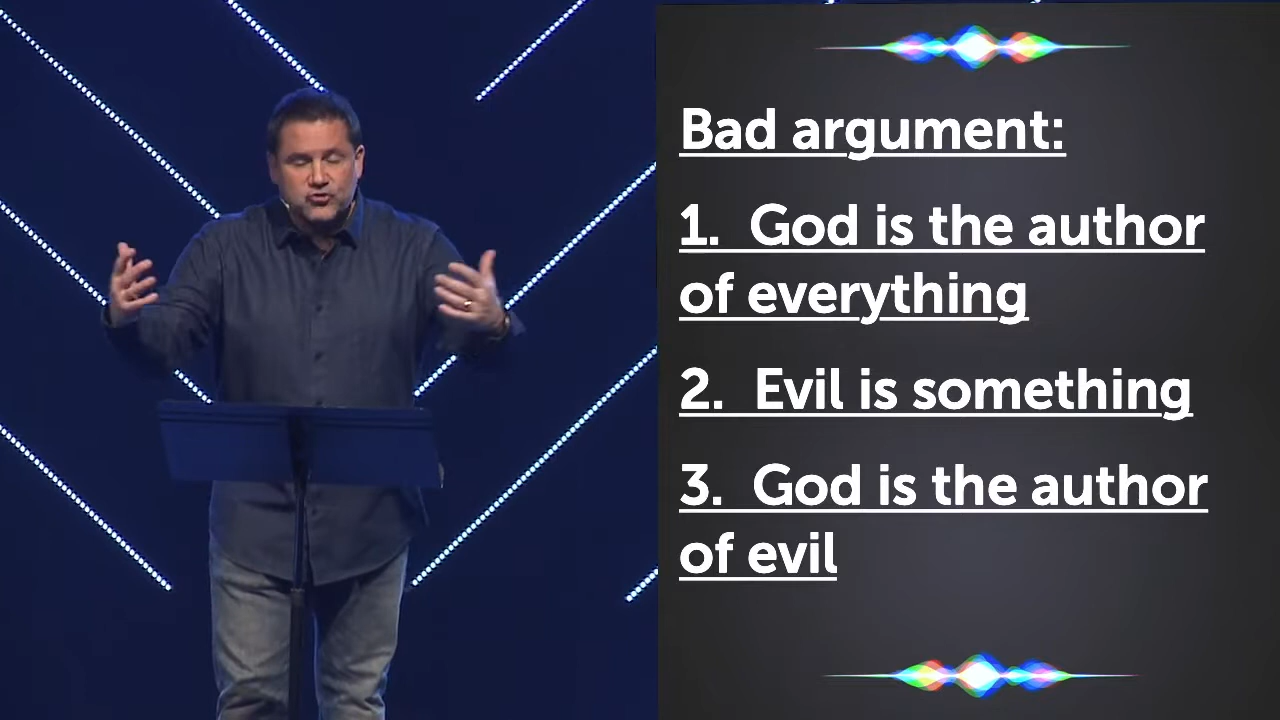 Bad argument:
1. God is the author
of everything
2. Evil is something
3. God is the author
of evil